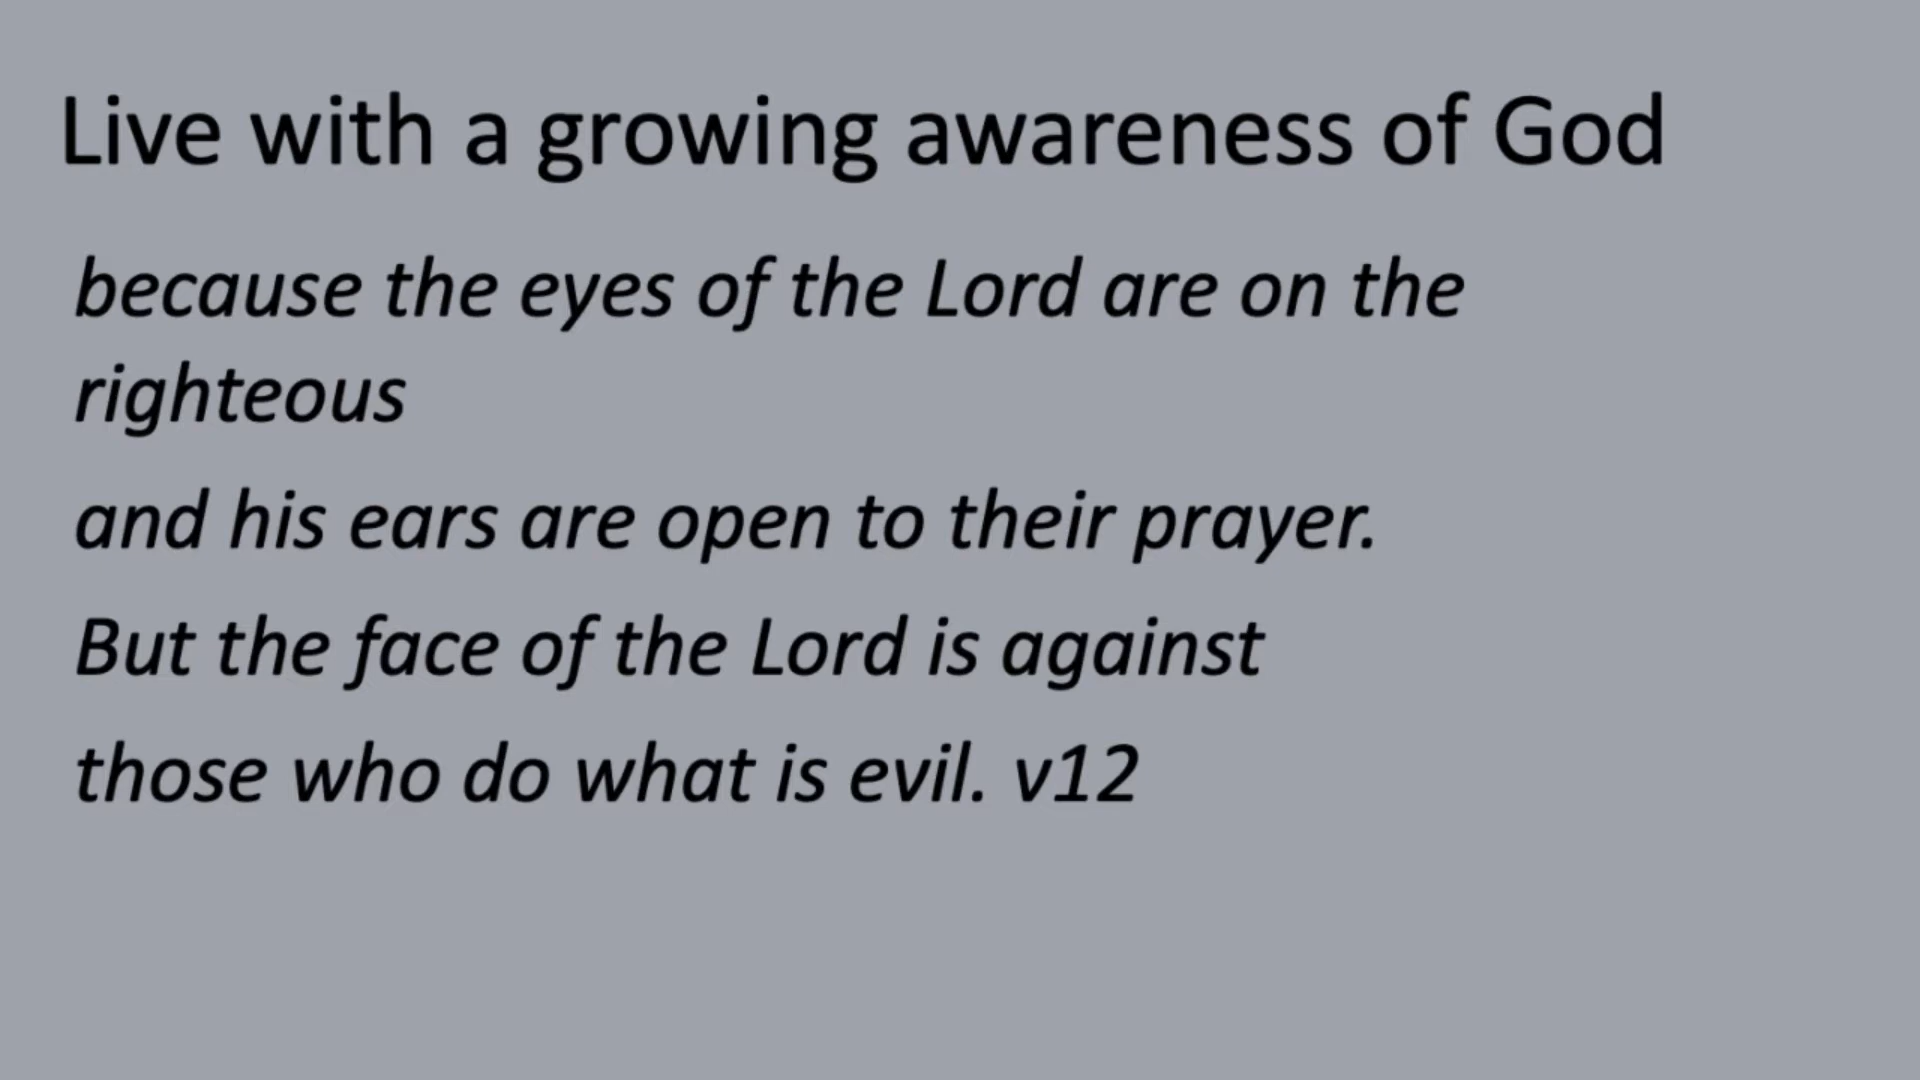 Live with a growing awareness of God
because the eyes of the Lord are on the
righteous
and his ears are open to their prayer.
But the face of the Lord is against
those who do what is evil. v12